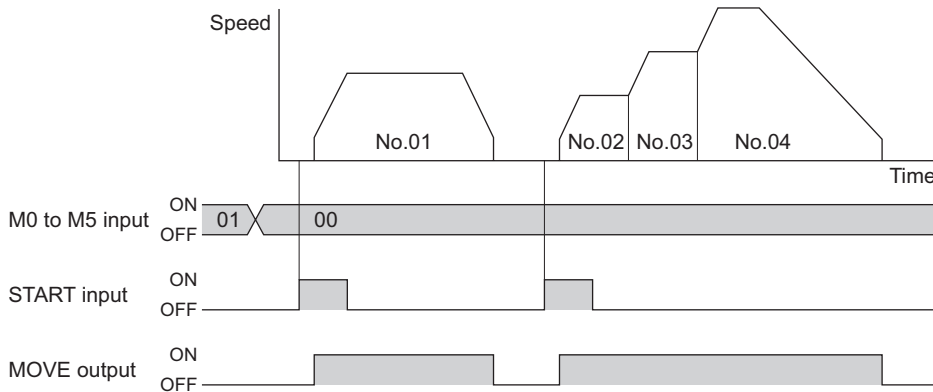 Speed
No.01
No.02
No.03
No.04
Time
M0 to M5 input
ON
OFF
01
00
START input
ON
OFF
MOVE output
ON
OFF